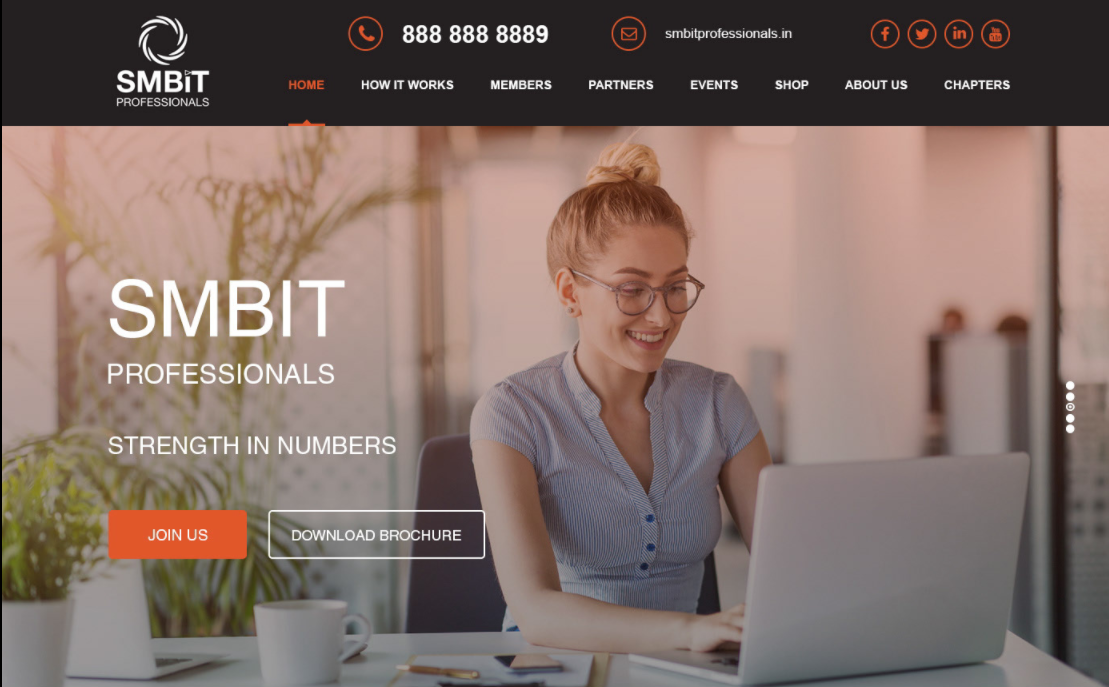 SMBiT
PROFESSIONALS
888 888 8889
smbitprofessionals.in
HOME
HOW IT WORKS
MEMBERS
PARTNERS
EVENTS
SHOP
ABOUT US
CHAPTERS
SMBIT
PROFESSIONALS
STRENGTH IN NUMBERS
JOIN US
DOWNLOAD BROCHURE